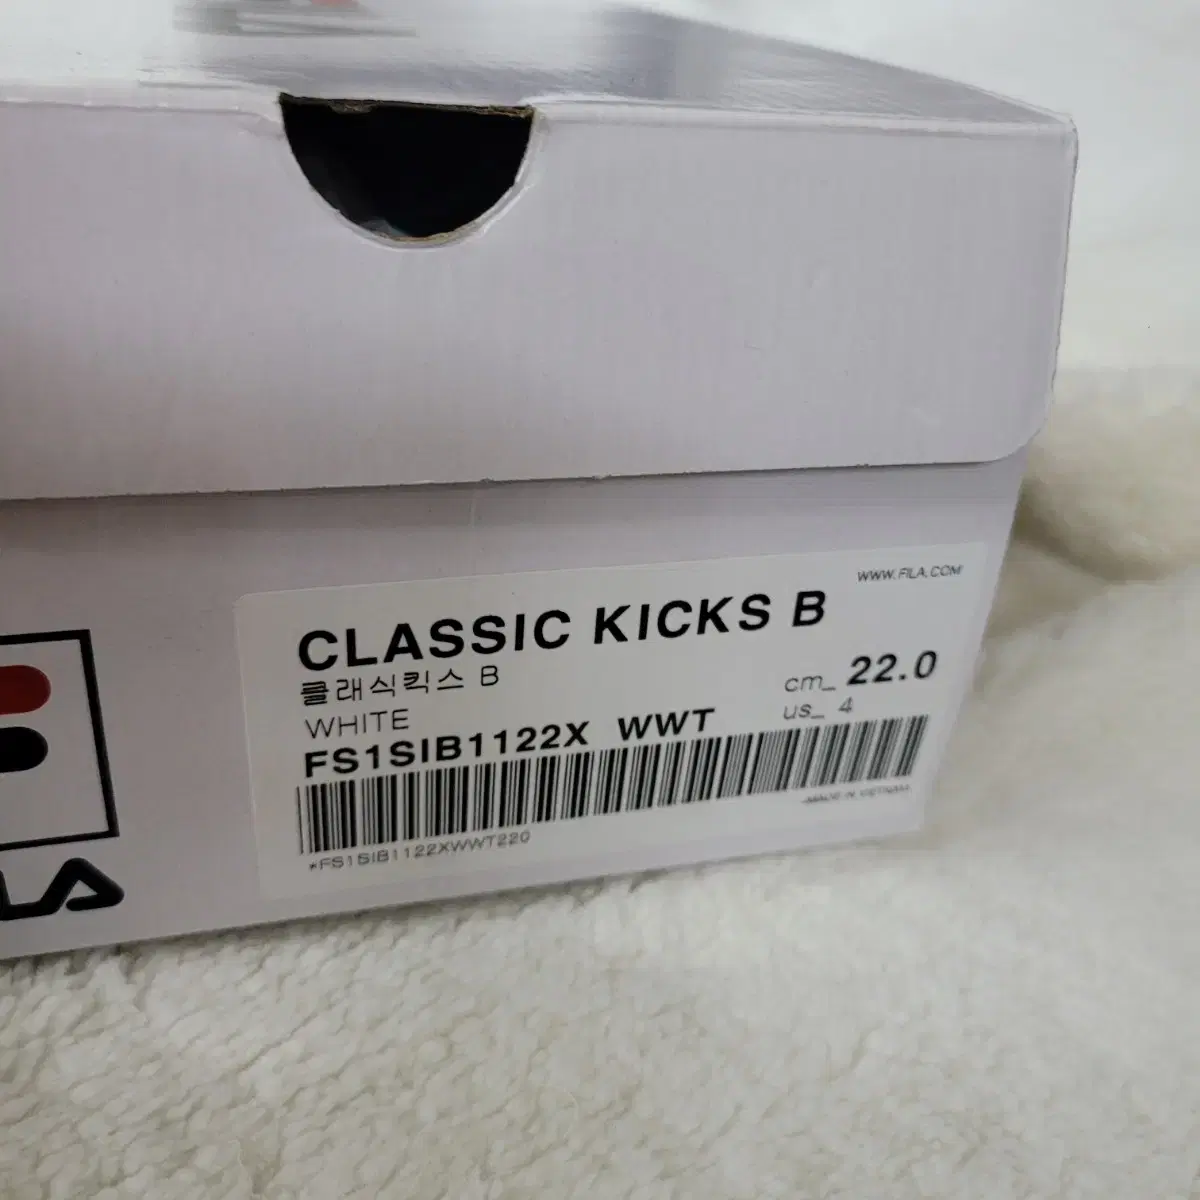 WWW.FILA.COM
CLASSIC KICKS B
클래식킥스 B
cm_ 22.0
WHITE
us_ 4
FS1SIB1122X WWT
-MADE IN VIETNAM
*FS1SIB1122XWWT220
ILA